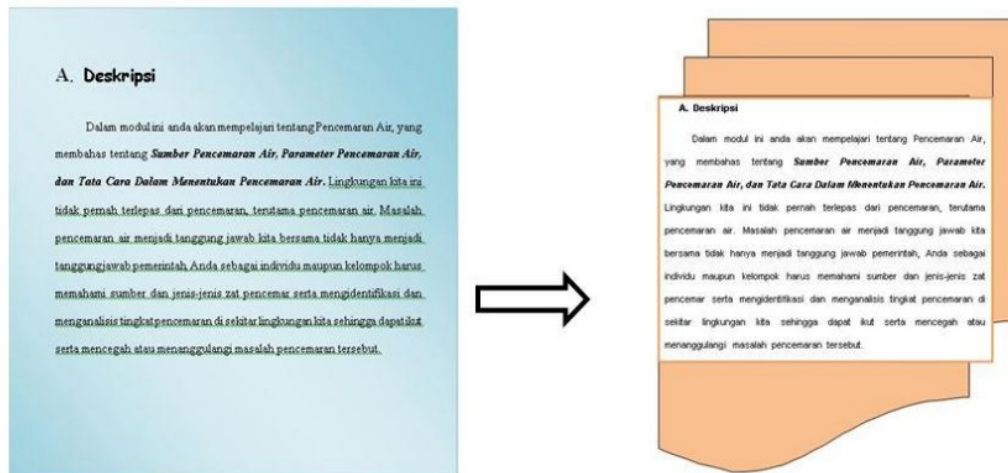 A. Deskripsi
Dalam modul ini anda akan mempelajari tentang Pencemaran Air, yang
membahas tentang Sumber Pencemaran Air, Parameter Pencemaran Air,
dan Tata Cara Dalam Menentukan Pencemaran Air. Lingkungan kita ini
tidak pernah terlepas dari pencemaran, terutama pencemaran air. Masalah
pencemaran air menjadi tanggung jawab kita bersama tidak hanya menjadi
tanggungjawab pemerintah, Anda sebagai individu maupun kelompok harus
memahami sumber dan jenis-jenis zat pencemar serta mengidentifikasi dan
menganalisis tingkat pencemaran di sekitar lingkungan kita sehingga dapat ikut
serta mencegah atau menanggulangi masalah pencemaran tersebut.
A. Deskripsi
Dalam modul ini anda akan mempelajari tentang Pencemaran Air,
yang membahas tentang Sumber Pencemaran Air, Parameter
Pencemaran Air, dan Tata Cara Dalam Menentukan Pencemaran Air.
Lingkungan kita ini tidak pernah terlepas dari pencemaran, terutama
pencemaran air. Masalah pencemaran air menjadi tanggung jawab kita
bersama tidak hanya menjadi tanggung jawab pemerintah, Anda sebagai
individu maupun kelompok harus memahami sumber dan jenis-jenis zat
pencemar serta mengidentifikasi dan menganalisis tingkat pencemaran di
sekitar lingkungan kita sehingga dapat ikut serta mencegah atau
menanggulangi masalah pencemaran tersebut.